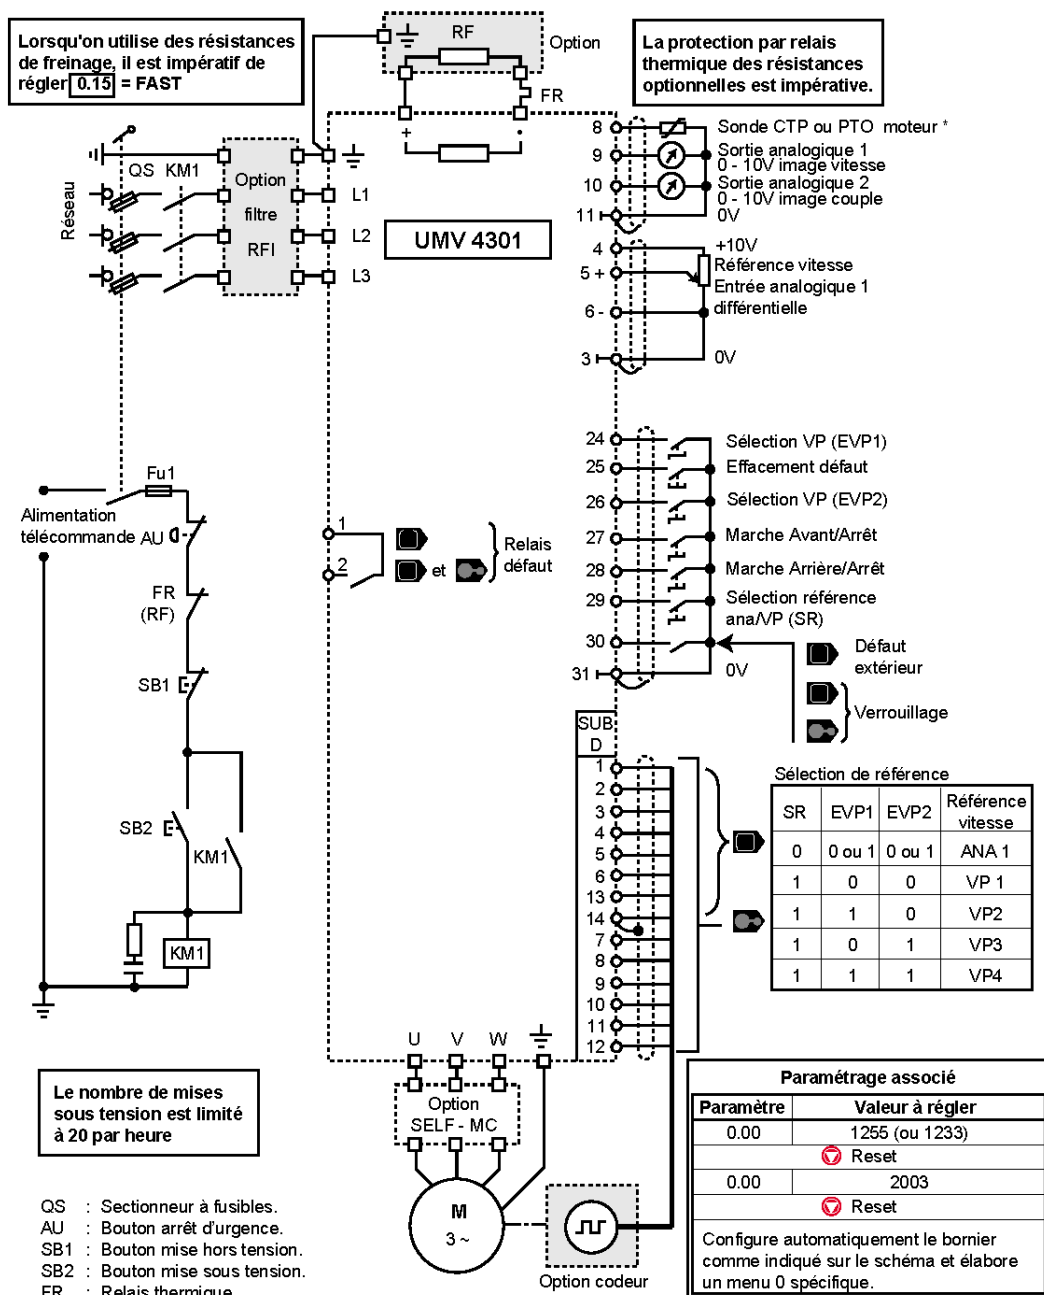 Lorsqu'on utilise des résistances
de freinage, il est impératif de
régler 0.15 = FAST
RF
Option
FR
+
-
La protection par relais
thermique des résistances
optionnelles est impérative.
Réseau
QS KM1
Option
filtre
RFI
L1
L2
L3
UMV 4301
8 Sonde CTP ou PTO moteur *
9 Sortie analogique 1
0 - 10V image vitesse
10 Sortie analogique 2
0 - 10V image couple
11 0V
4 +10V
5 + Référence vitesse
Entrée analogique 1
6 - différentielle
3 0V
24 Sélection VP (EVP1)
25 Effacement défaut
26 Sélection VP (EVP2)
27 Marche Avant/Arrêt
28 Marche Arrière/Arrêt
29 Sélection référence
ana/VP (SR)
30
31 0V
Défaut
extérieur
Verrouillage
Fu1
Alimentation
télécommande AU
FR
(RF)
SB1
SB2
KM1
KM1
1
2
et
Relais
défaut
SUB
D
1
2
3
4
5
6
13
14
7
8
9
10
11
12
Sélection de référence
SR EVP1 EVP2 Référence
vitesse
0 0 ou 1 0 ou 1 ANA 1
1 0 0 VP 1
1 1 0 VP2
1 0 1 VP3
1 1 1 VP4
U V W
Option
SELF - MC
M
3 ~
Option codeur
Le nombre de mises
sous tension est limité
à 20 par heure
Paramétrage associé
Paramètre Valeur à régler
0.00 1255 (ou 1233)
Reset
0.00 2003
Reset
Configure automatiquement le bornier
comme indiqué sur le schéma et élabore
un menu 0 spécifique.
QS : Sectionneur à fusibles.
AU : Bouton arrêt d'urgence.
SB1 : Bouton mise hors tension.
SB2 : Bouton mise sous tension.
FR : Relais thermique